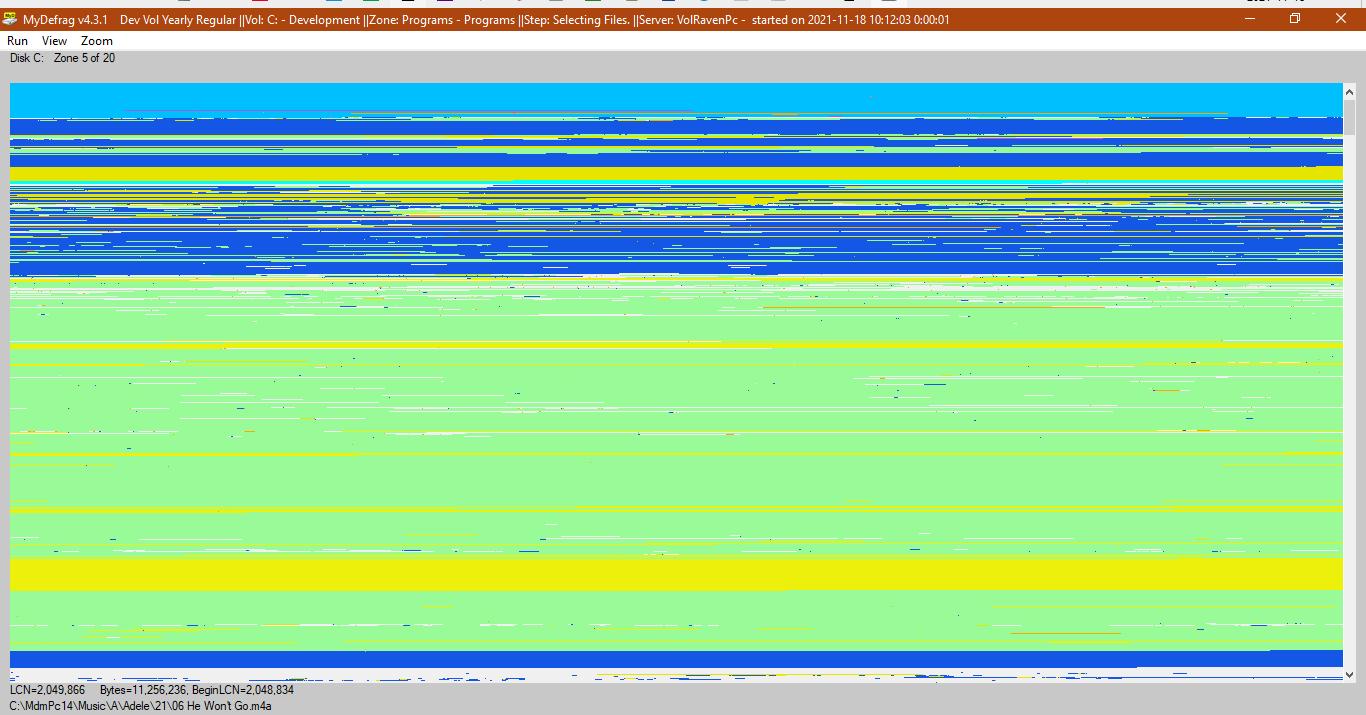 MyDefrag v4.3.1 Dev Vol Yearly Regular ||Vol: C: - Development ||Zone: Programs - Programs ||Step: Selecting Files. ||Server: VolRavenPc - started on 2021-11-18 10:12:03 0:00:01
Run View Zoom
Disk C: Zone 5 of 20
LCN=2,049,866 Bytes=11,256,236, BeginLCN=2,048,834
C:\MdmPc14\Music\A\Adele\21\06 He Won't Go.m4a